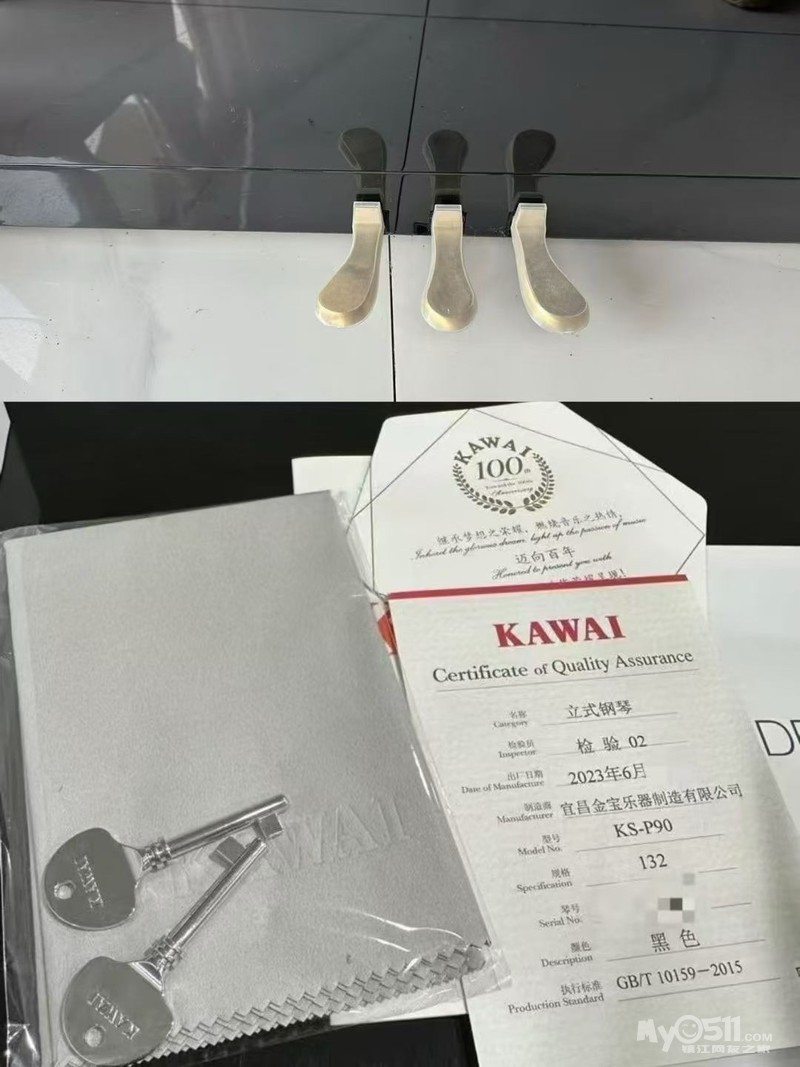 KAWAI
100th
Anniversary
继承梦想之荣耀、燃烧音乐之热情,
Inherit the glorious dream, light up the passion of music
迈向百年
Honored to present you with
KAWAI
Certificate of Quality Assurance
名称 立式钢琴
Category
检验员 检验 02
Inspector
出厂日期 2023年6月
Date of Manufacture
制造商 宜昌金宝乐器制造有限公司
Manufacturer
型号 KS-P90
Model No.
规格 132
Specification
琴号
Serial No.
颜色 黑色
Description
执行标准 GB/T 10159-2015
Production Standard
KAWAI
KAWAI
KAWAI
My0511.COM
镇江网友之家